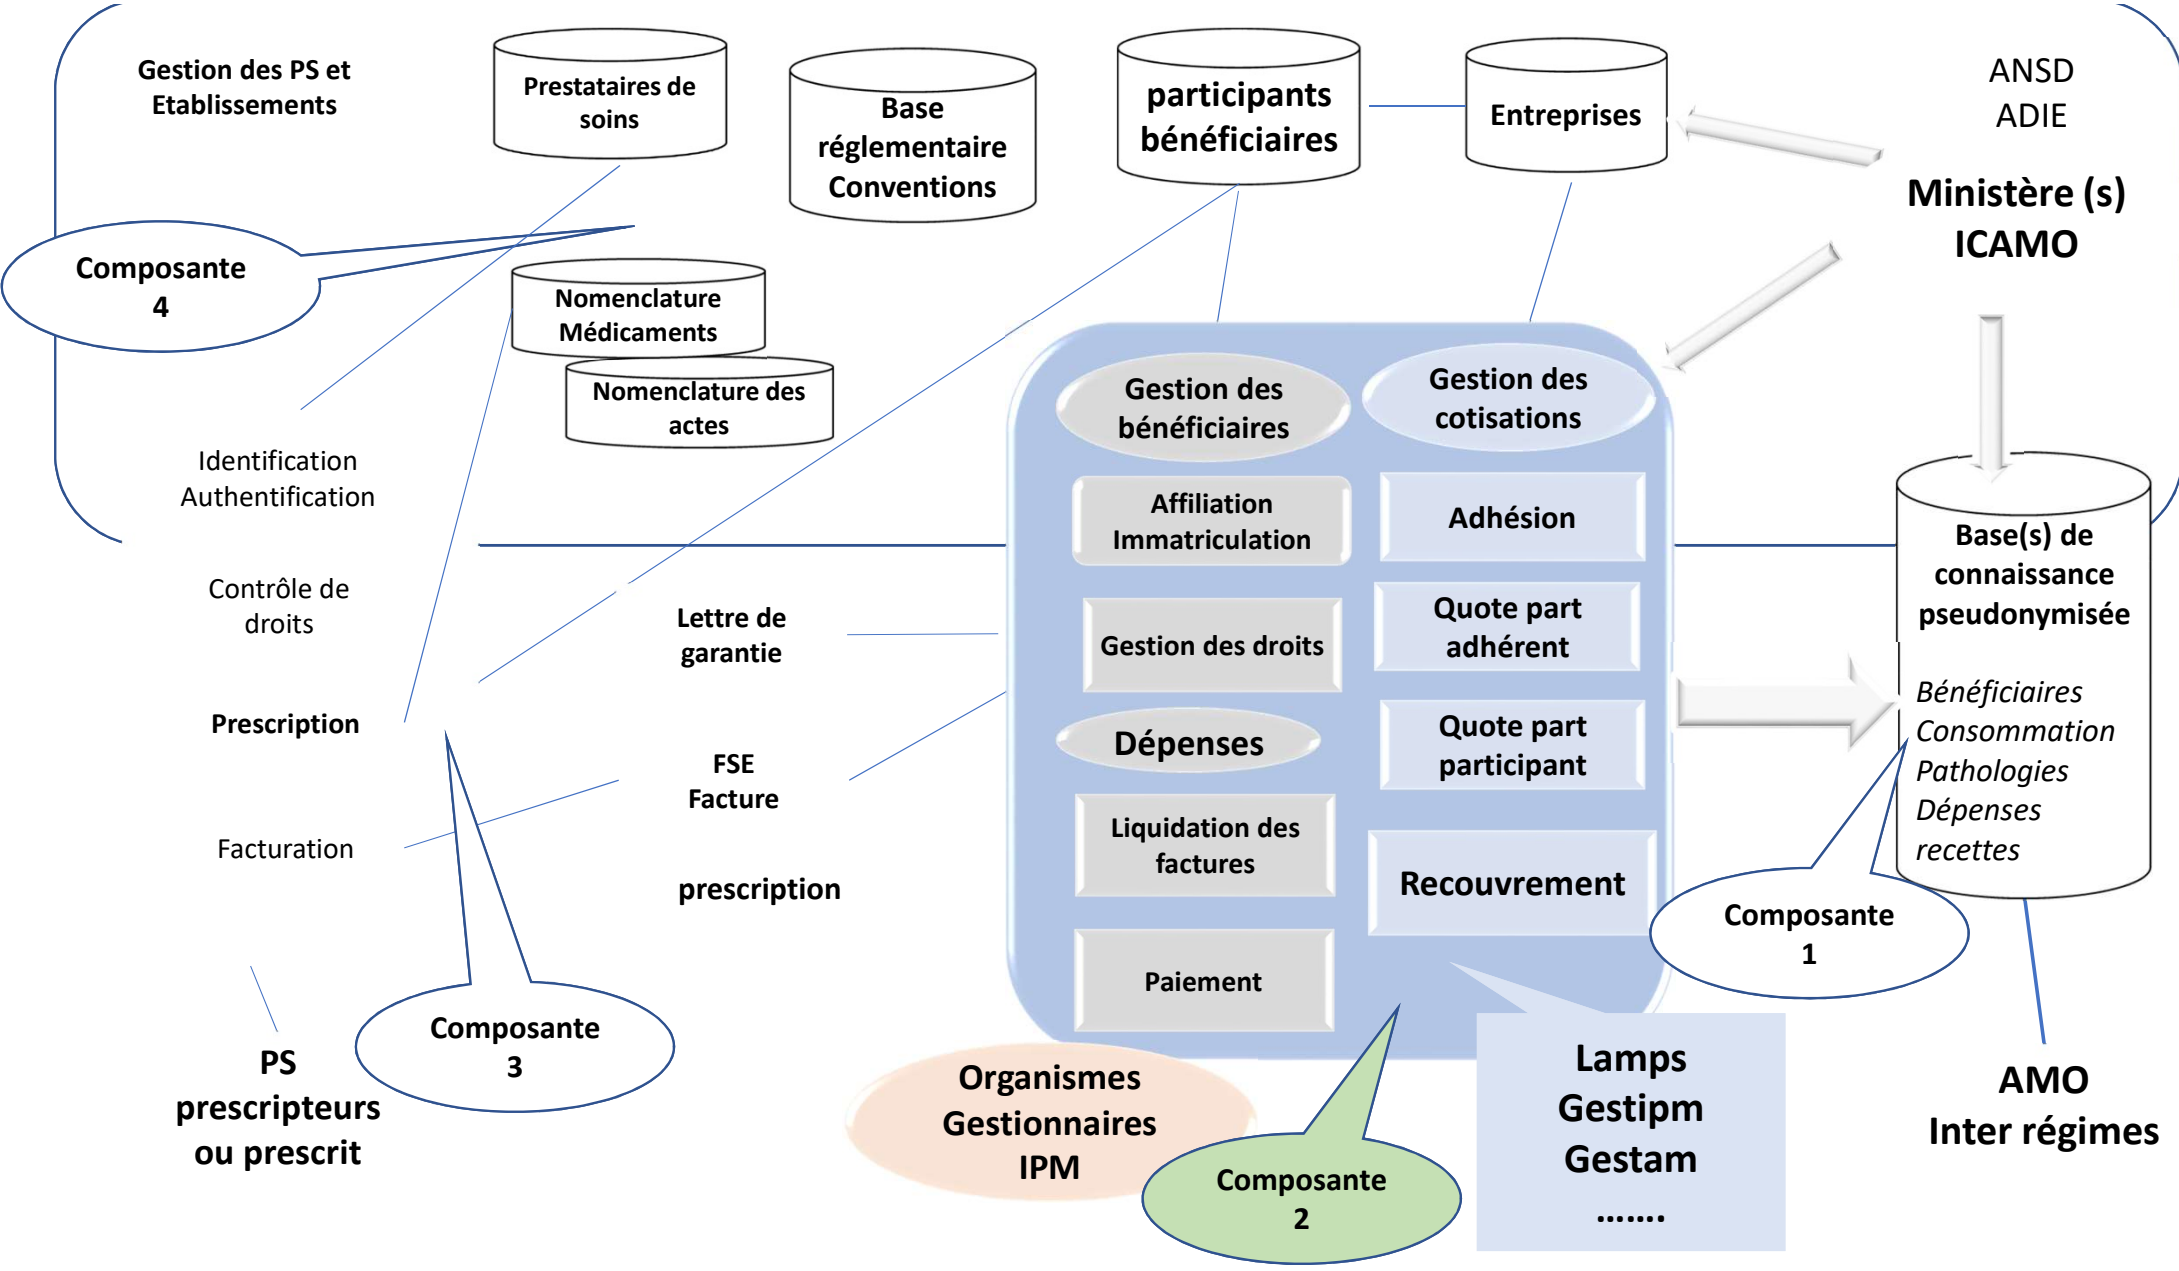 Gestion des PS et
Etablissements
Prestataires de
soins
Base
réglementaire
Conventions
participants
bénéficiaires
Entreprises
ANSD
ADIE
Ministère (s)
ICAMO
Composante
4
Nomenclature
Médicaments
Nomenclature des
actes
Identification
Authentification
Contrôle de
droits
Prescription
Facturation
PS
prescripteurs
ou prescrit
Composante
3
Lettre de
garantie
FSE
Facture
prescription
Gestion des
bénéficiaires
Affiliation
Immatriculation
Gestion des droits
Dépenses
Liquidation des
factures
Paiement
Gestion des
cotisations
Adhésion
Quote part
adhérent
Quote part
participant
Recouvrement
Organismes
Gestionnaires
IPM
Composante
2
Lamps
Gestipm
Gestam
.......
Base(s) de
connaissance
pseudonymisée
Bénéficiaires
Consommation
Pathologies
Dépenses
recettes
Composante
1
AMO
Inter régimes